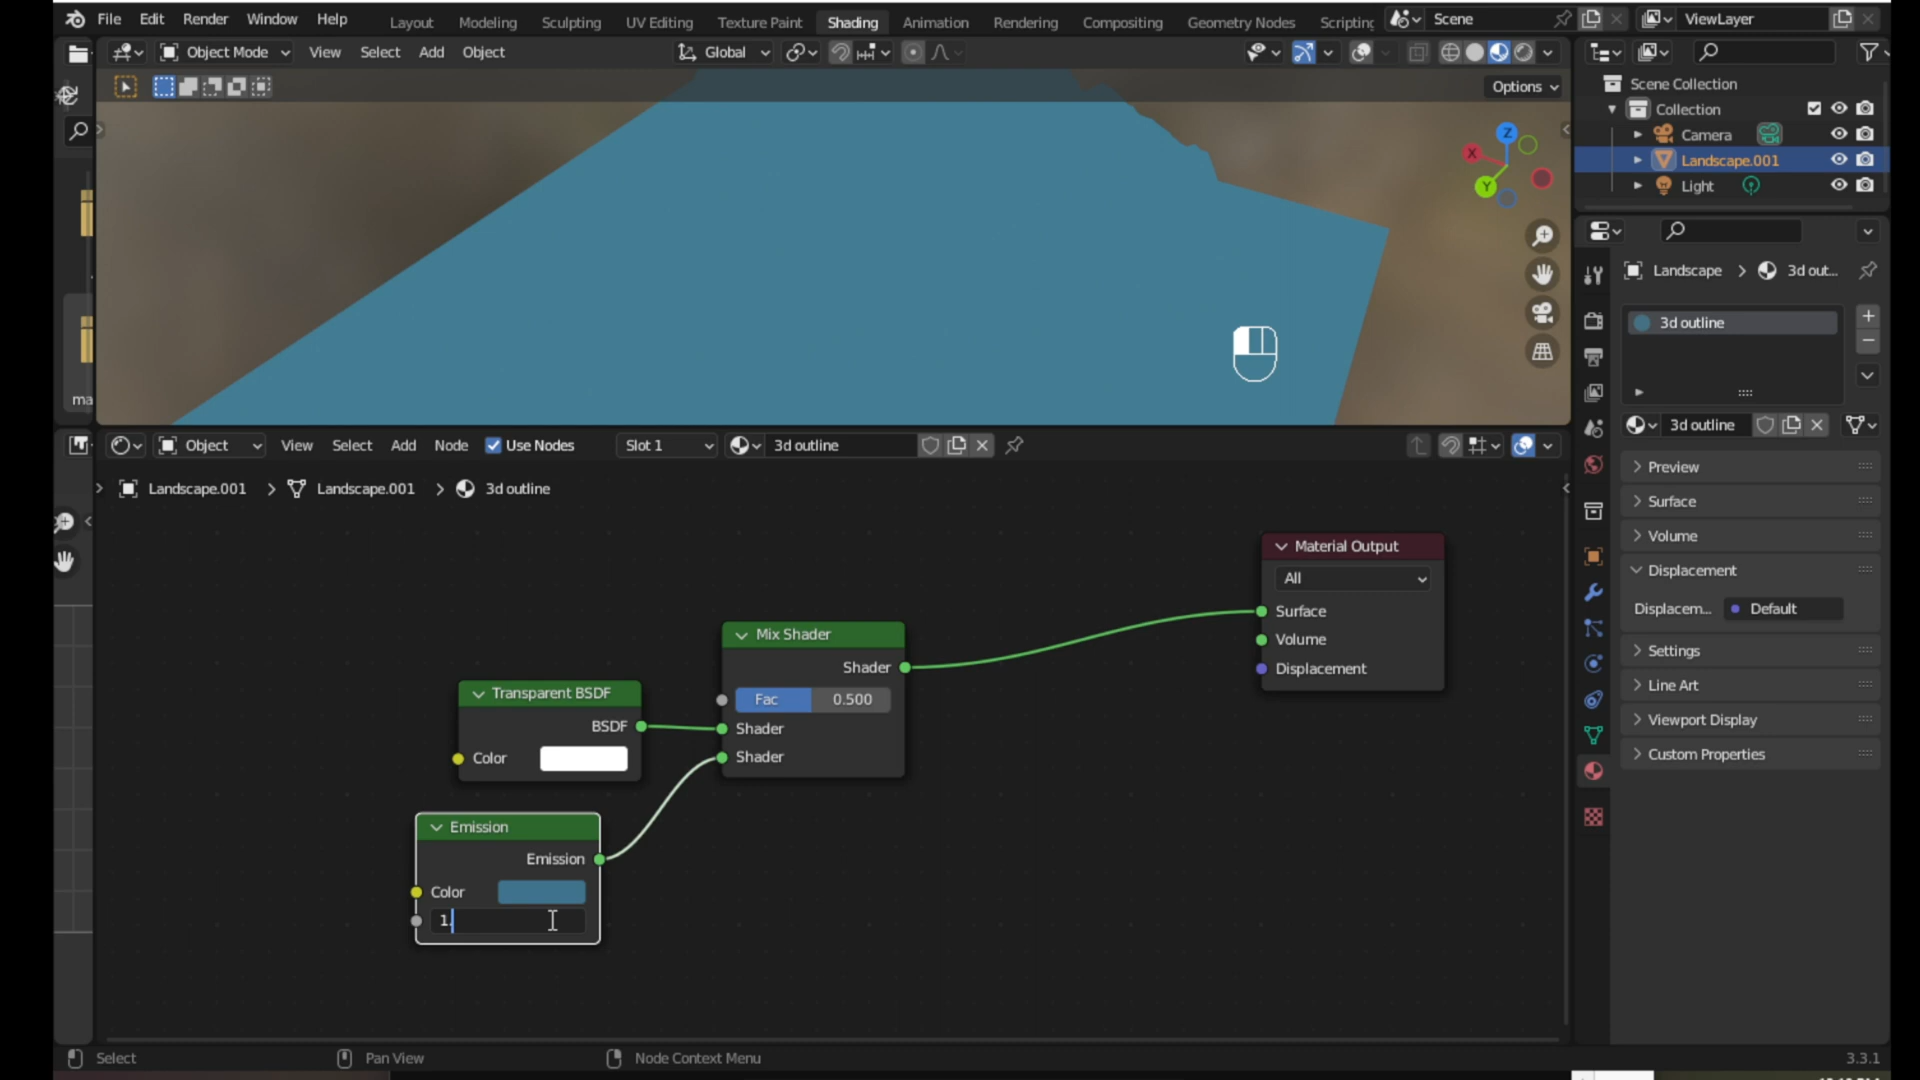 File Edit Render Window Help
Layout Modeling Sculpting UV Editing Texture Paint Shading Animation Rendering Compositing Geometry Nodes Scripting
Scene
ViewLayer
Object Mode View Select Add Object
Global
Options
Z
X
Y
Scene Collection
Collection
Camera
Landscape.001
Light
Landscape > 3d out...
3d outline
3d outline
Preview
Surface
Volume
Displacement
Displacem... Default
Settings
Line Art
Viewport Display
Custom Properties
ma
Object View Select Add Node Use Nodes Slot 1 3d outline
Landscape.001 > Landscape.001 > 3d outline
Material Output
All
Surface
Volume
Displacement
Mix Shader
Shader
Fac 0.500
Shader
Shader
Transparent BSDF
BSDF
Color
Emission
Emission
Color
1.
Select Pan View Node Context Menu 3.3.1